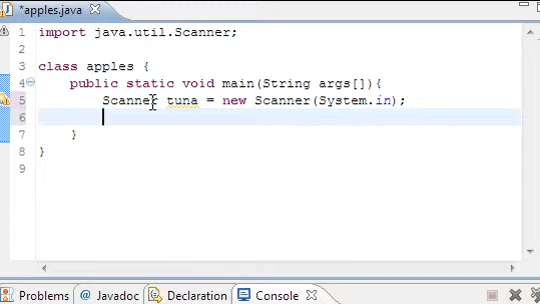 *apples.java
1 import java.util.Scanner;
2
3 class apples {
4 public static void main(String args[]){
5 Scanner tuna = new Scanner(System.in);
6
7 }
8 }
9
Problems @ Javadoc Declaration Console